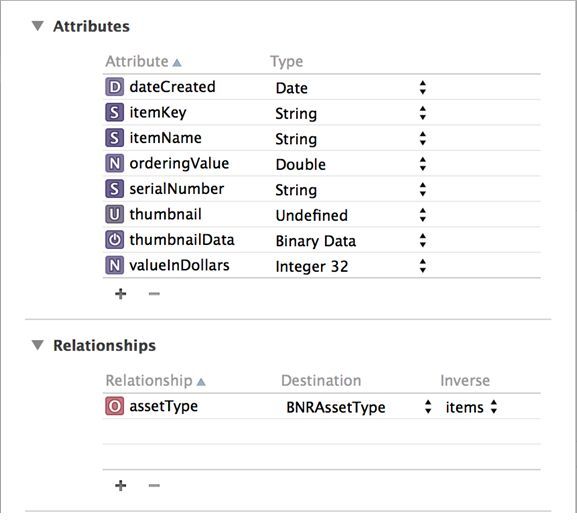 Attributes
Attribute Type
D dateCreated Date
S itemKey String
S itemName String
N orderingValue Double
S serialNumber String
U thumbnail Undefined
thumbnailData Binary Data
N valueInDollars Integer 32
+ −
Relationships
Relationship Destination Inverse
O assetType BNRAssetType items
+ −